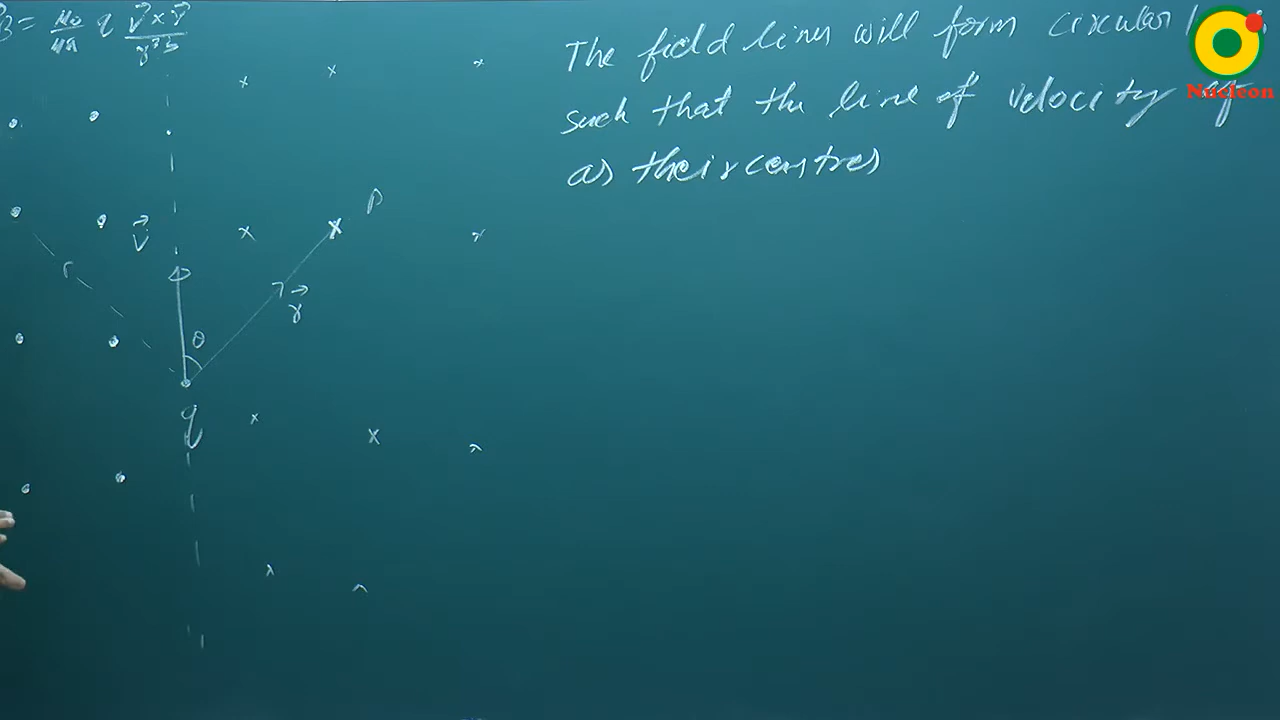 B = μ₀/4π q V⃗ × r⃗ / r³
The field lines will form circular
such that the line of velocity
as their centres
Nucleon
P
V⃗
r
r⃗
θ
q